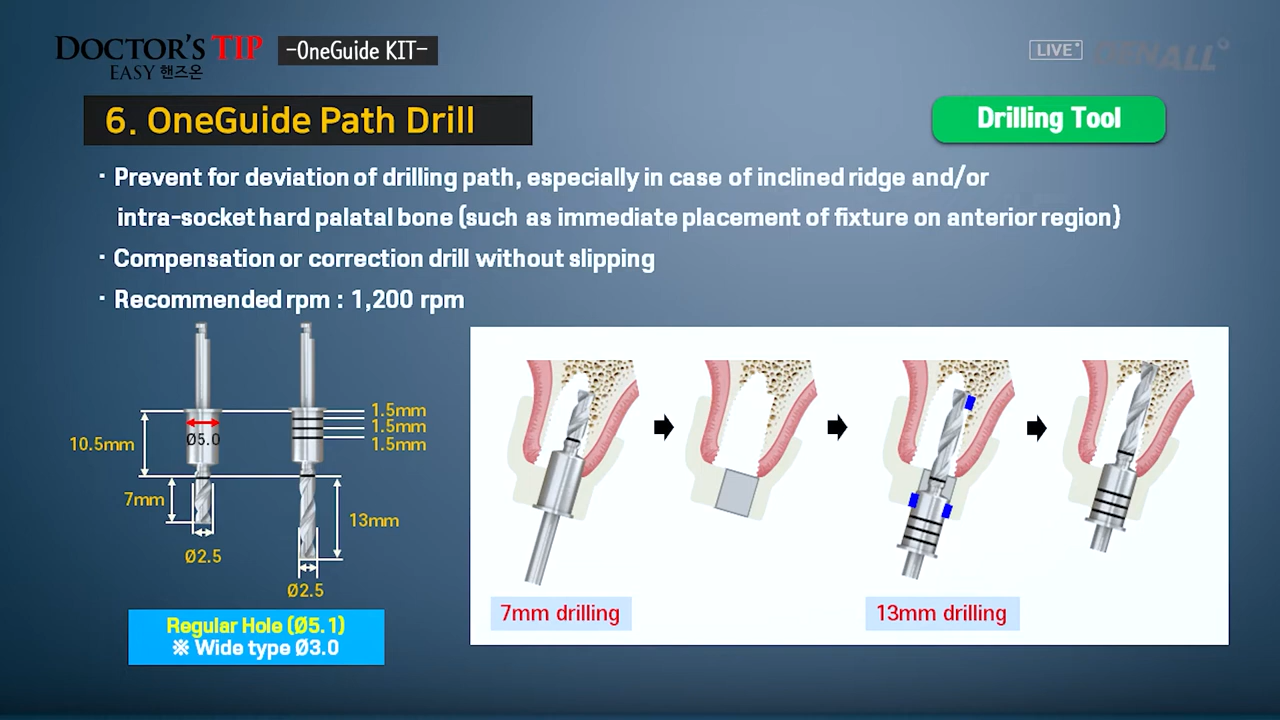 DOCTOR'S TIP
EASY 핸즈온
-OneGuide KIT-
LIVE
DENALL
6. OneGuide Path Drill
Drilling Tool
· Prevent for deviation of drilling path, especially in case of inclined ridge and/or
intra-socket hard palatal bone (such as immediate placement of fixture on anterior region)
· Compensation or correction drill without slipping
· Recommended rpm : 1,200 rpm
1.5mm
1.5mm
1.5mm
10.5mm
Ø5.0
7mm
13mm
Ø2.5
Ø2.5
Regular Hole (Ø5.1)
※ Wide type Ø3.0
7mm drilling
13mm drilling